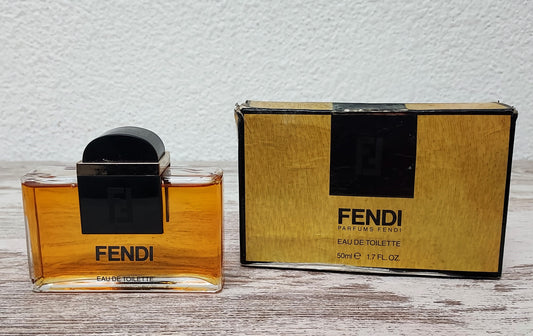 FENDI
EAU DE TOILETTE
FENDI
PARFUMS FENDI
EAU DE TOILETTE
50ml ℮ 1.7 FL. OZ